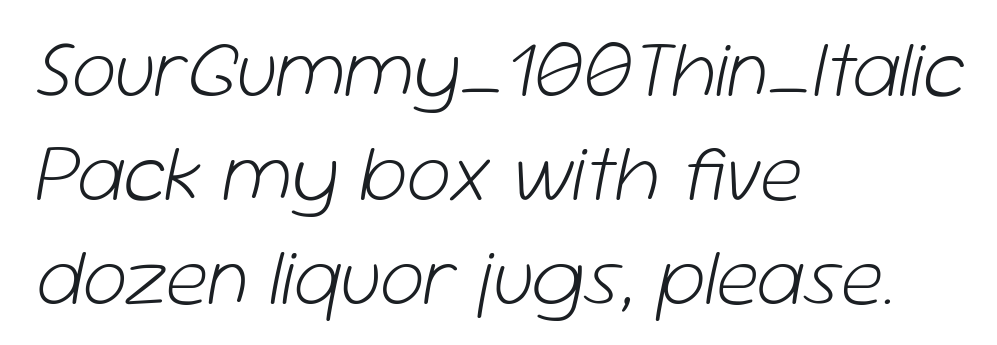 SourGummy_100Thin_Italic
Pack my box with five
dozen liquor jugs, please.